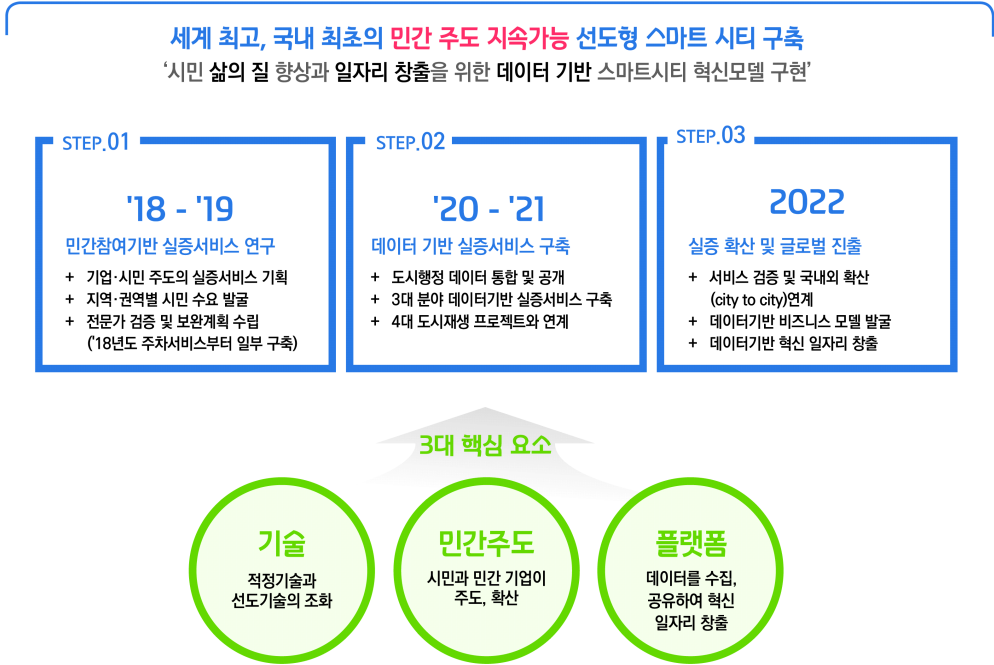 세계 최고, 국내 최초의 민간 주도 지속가능 선도형 스마트 시티 구축
‘시민 삶의 질 향상과 일자리 창출을 위한 데이터 기반 스마트시티 혁신모델 구현’
STEP.01
'18 - '19
민간참여기반 실증서비스 연구
+ 기업·시민 주도의 실증서비스 기획
+ 지역·권역별 시민 수요 발굴
+ 전문가 검증 및 보완계획 수립
('18년도 주차서비스부터 일부 구축)
STEP.02
'20 - '21
데이터 기반 실증서비스 구축
+ 도시행정 데이터 통합 및 공개
+ 3대 분야 데이터기반 실증서비스 구축
+ 4대 도시재생 프로젝트와 연계
STEP.03
2022
실증 확산 및 글로벌 진출
+ 서비스 검증 및 국내외 확산
(city to city)연계
+ 데이터기반 비즈니스 모델 발굴
+ 데이터기반 혁신 일자리 창출
3대 핵심 요소
기술
적정기술과
선도기술의 조화
민간주도
시민과 민간 기업이
주도, 확산
플랫폼
데이터를 수집,
공유하여 혁신
일자리 창출